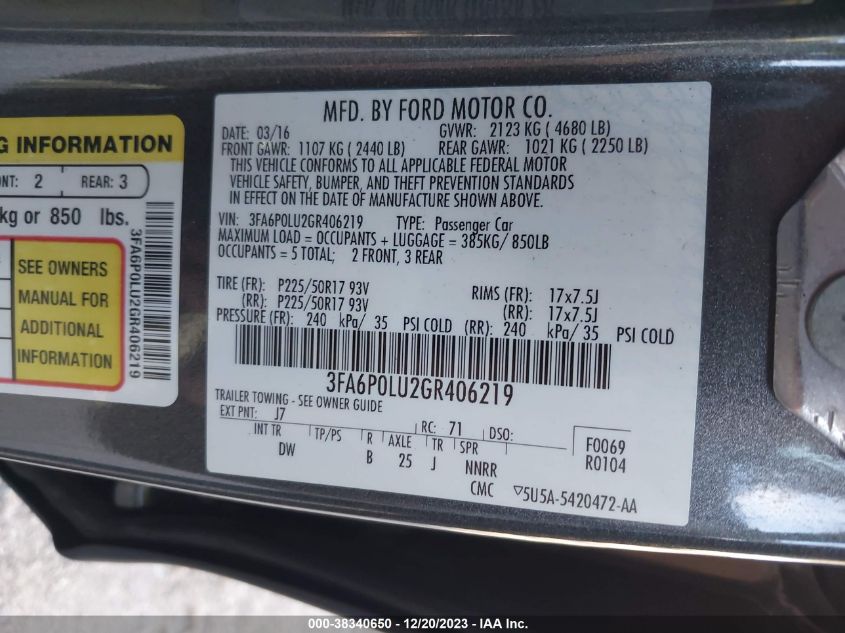 G INFORMATION
NT: 2 REAR: 3
kg or 850 lbs.
SEE OWNERS
MANUAL FOR
ADDITIONAL
INFORMATION
3FA6P0LU2GR406219
MFD. BY FORD MOTOR CO.
DATE: 03/16 GVWR: 2123 KG ( 4680 LB)
FRONT GAWR: 1107 KG ( 2440 LB) REAR GAWR: 1021 KG ( 2250 LB)
THIS VEHICLE CONFORMS TO ALL APPLICABLE FEDERAL MOTOR
VEHICLE SAFETY, BUMPER, AND THEFT PREVENTION STANDARDS
IN EFFECT ON THE DATE OF MANUFACTURE SHOWN ABOVE.
VIN: 3FA6P0LU2GR406219 TYPE: Passenger Car
MAXIMUM LOAD = OCCUPANTS + LUGGAGE = 385KG/ 850LB
OCCUPANTS = 5 TOTAL; 2 FRONT, 3 REAR
TIRE (FR): P225/50R17 93V RIMS (FR): 17x7.5J
(RR): P225/50R17 93V (RR): 17x7.5J
PRESSURE (FR): 240 kPa/ 35 PSI COLD (RR): 240 kPa/ 35 PSI COLD
3FA6P0LU2GR406219
TRAILER TOWING - SEE OWNER GUIDE
EXT PNT: J7 RC: 71 DSO: F0069
INT TR TP/PS R AXLE TR SPR R0104
DW B 25 J NNRR
CMC ▽5U5A-5420472-AA
000-38340650 - 12/20/2023 - IAA Inc.